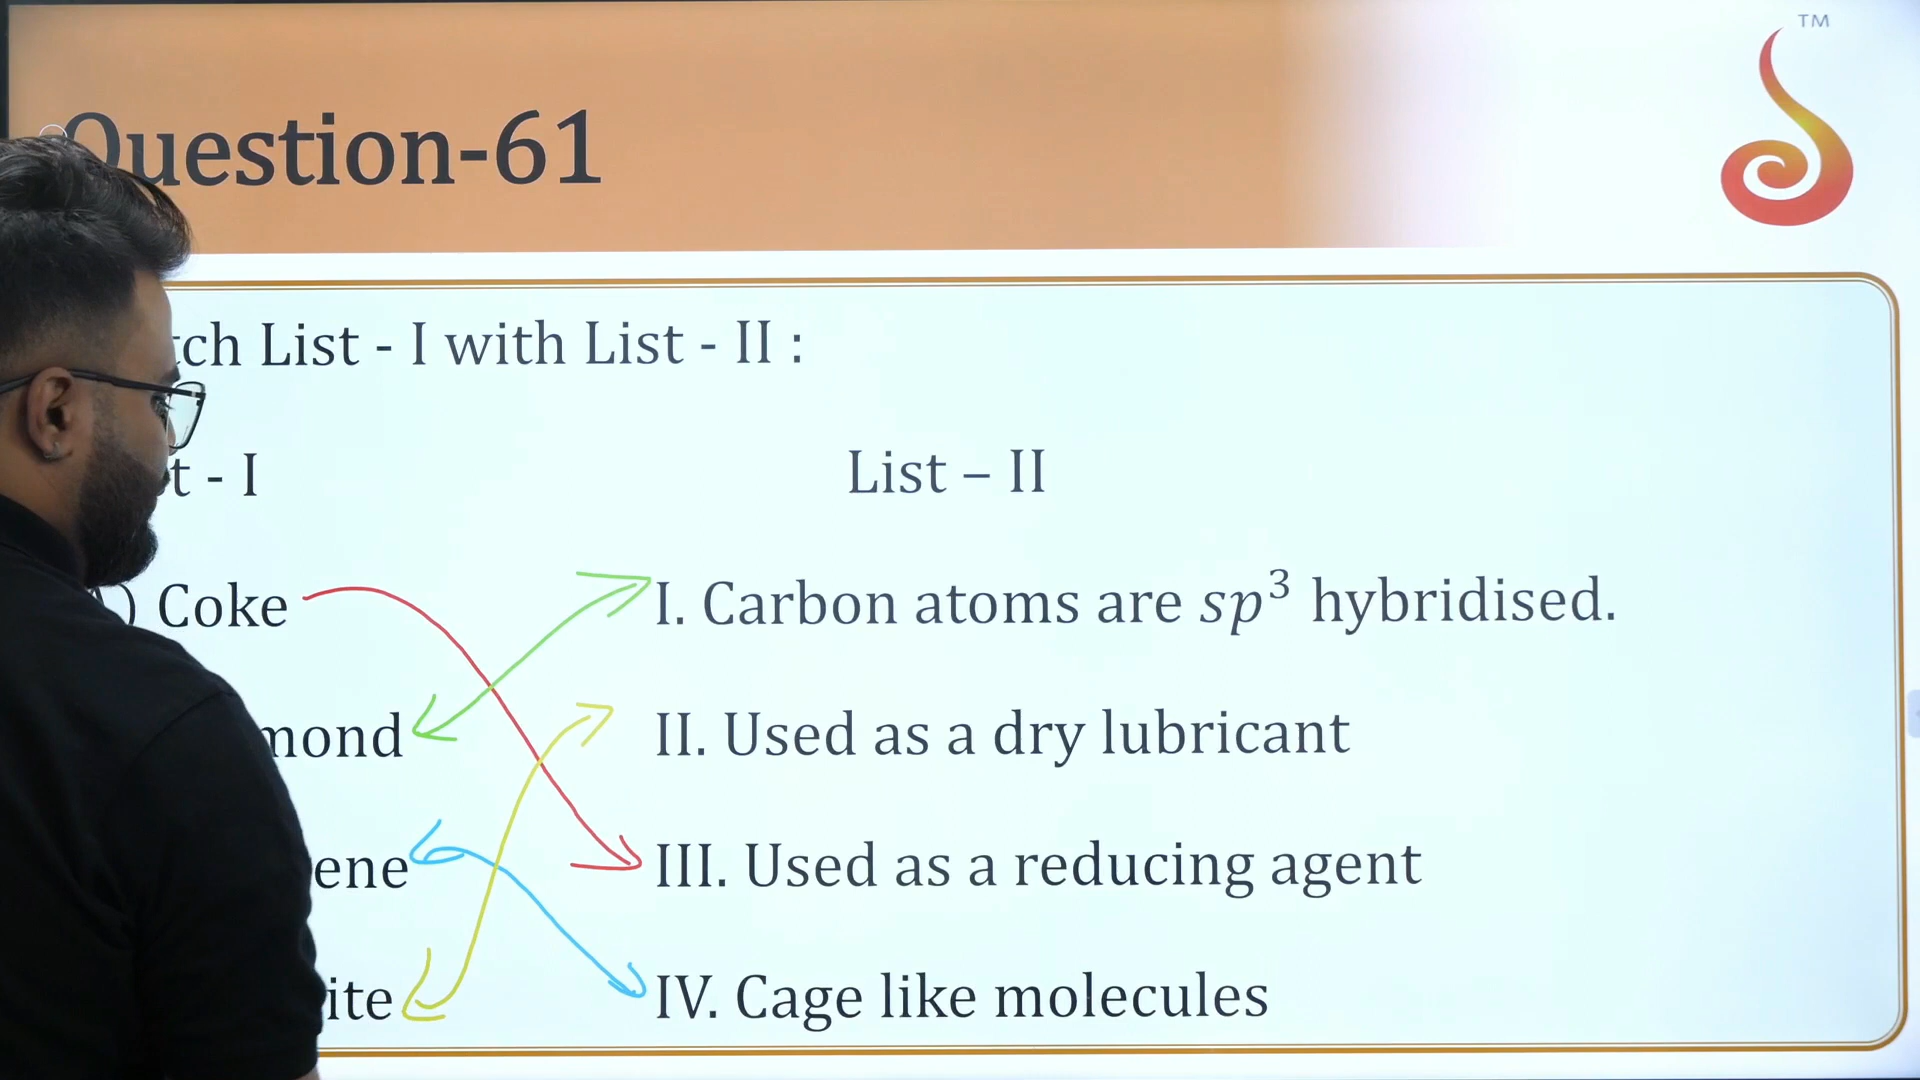 Question-61
TM
tch List - I with List - II :
t - I
List – II
) Coke
I. Carbon atoms are sp³ hybridised.
mond
II. Used as a dry lubricant
ene
III. Used as a reducing agent
ite
IV. Cage like molecules